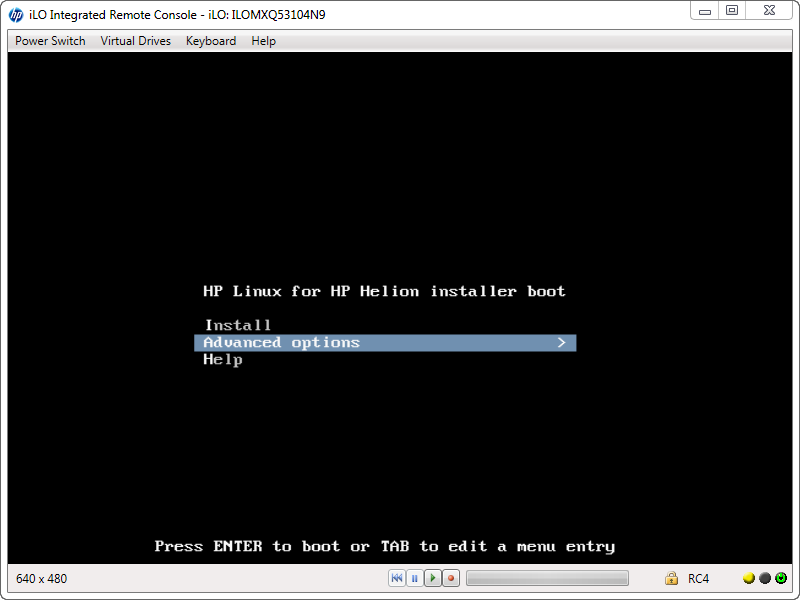 hp iLO Integrated Remote Console - iLO: ILOMXQ53104N9
Power Switch Virtual Drives Keyboard Help
HP Linux for HP Helion installer boot
Install
Advanced options >
Help
Press ENTER to boot or TAB to edit a menu entry
640 x 480 RC4